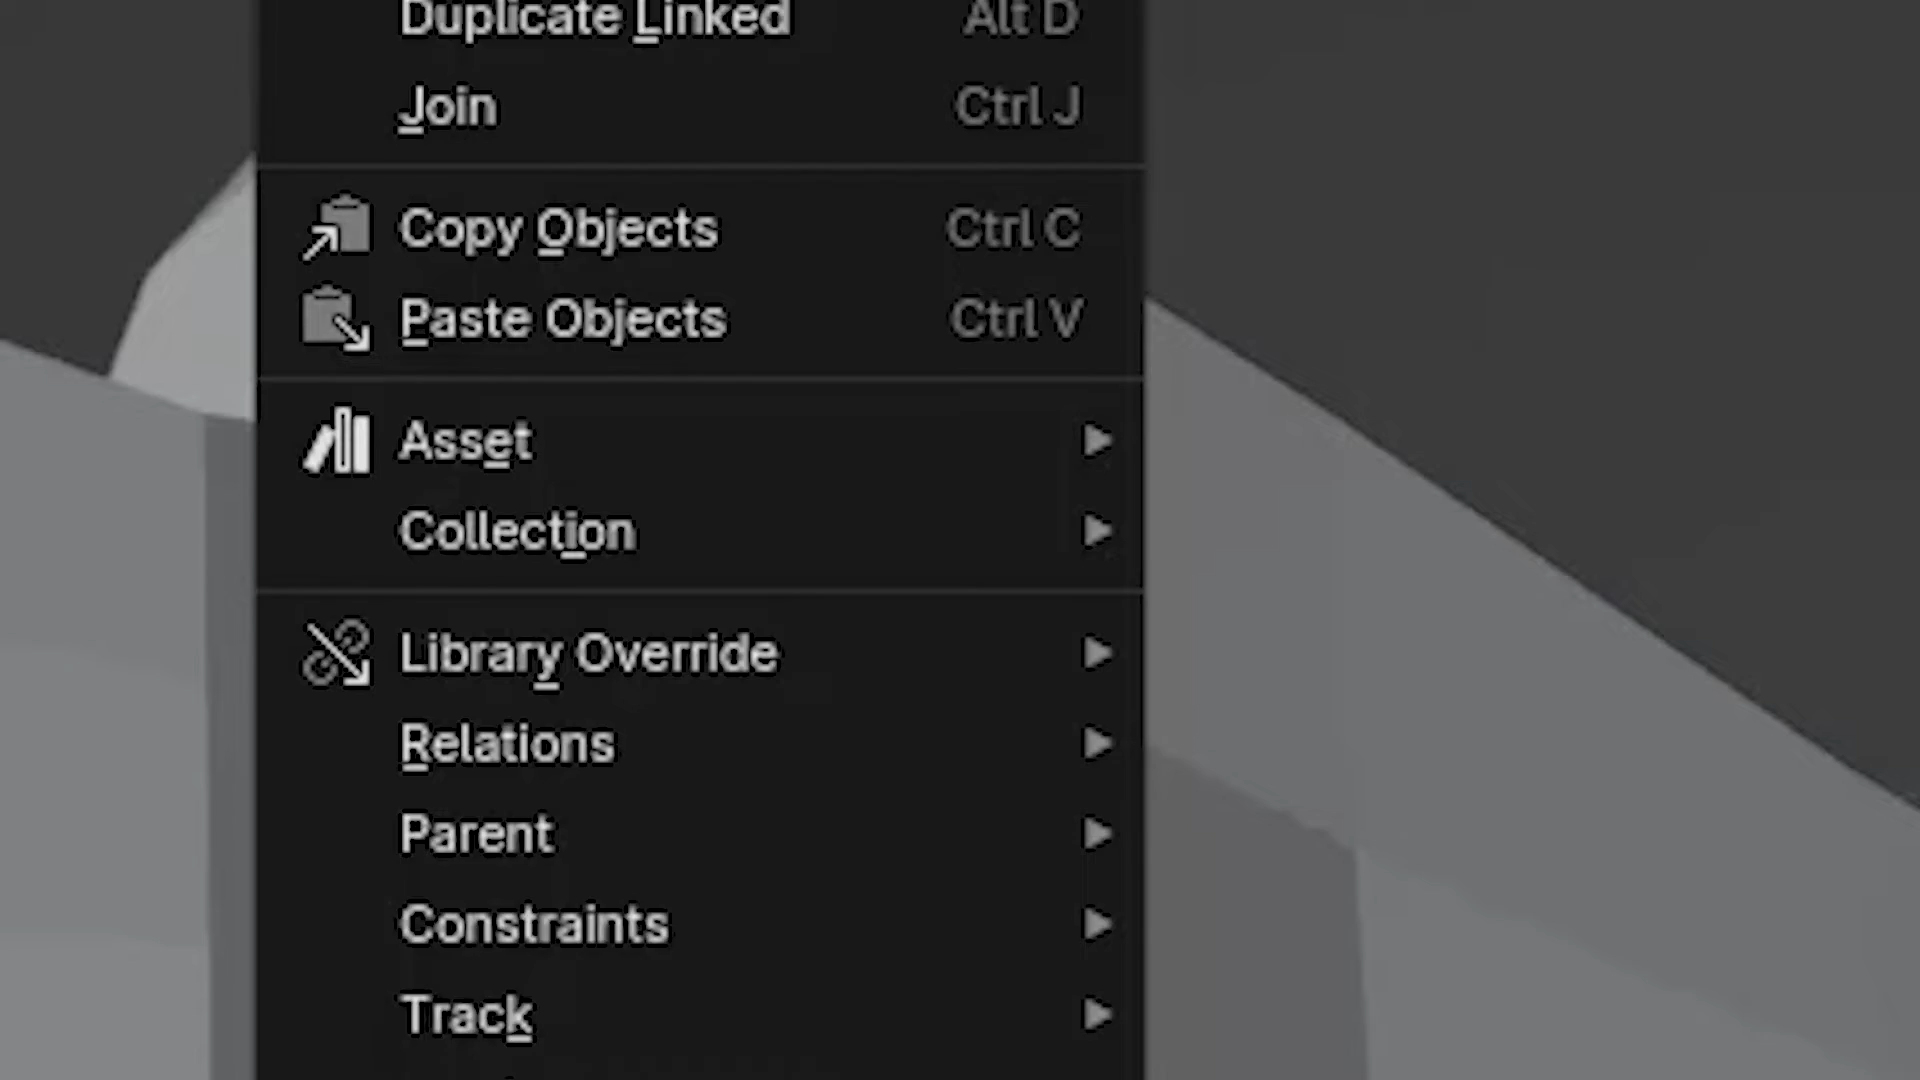 Duplicate Linked Alt D
Join Ctrl J
Copy Objects Ctrl C
Paste Objects Ctrl V
Asset
Collection
Library Override
Relations
Parent
Constraints
Track